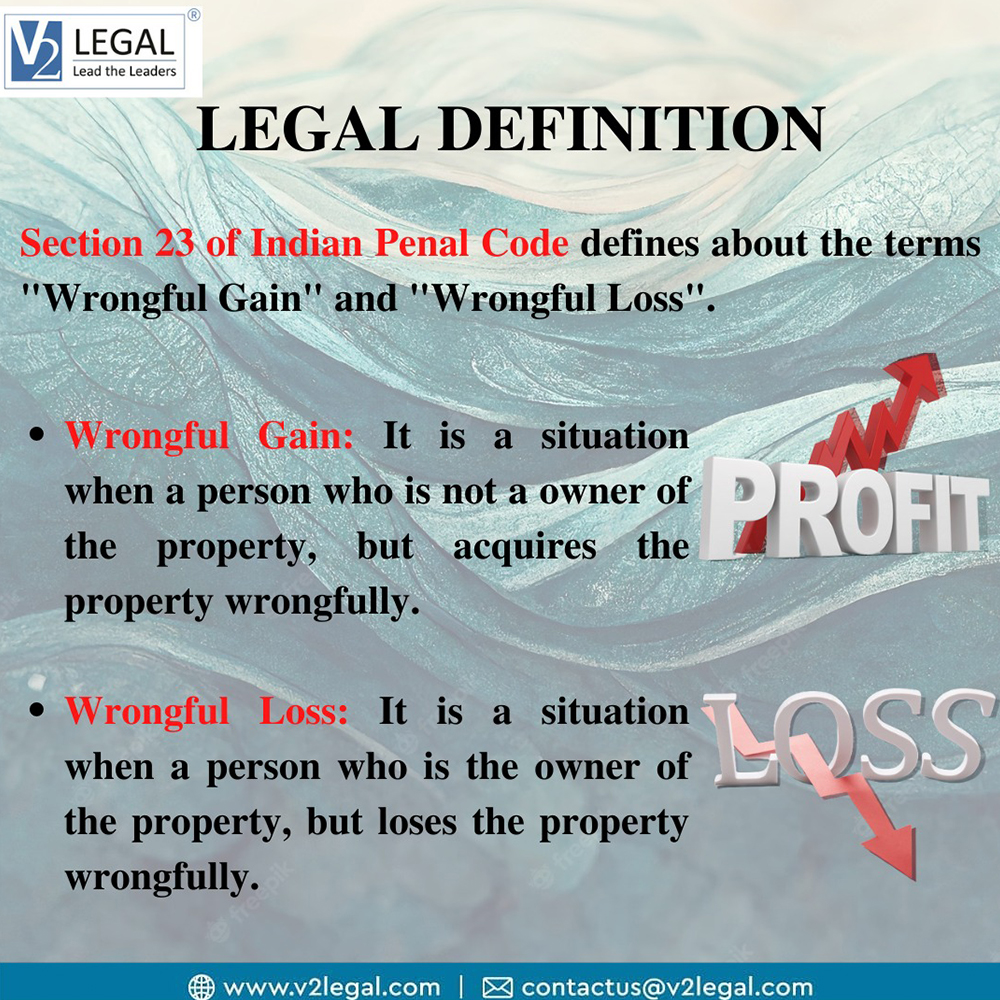 V2 LEGAL ®
Lead the Leaders
LEGAL DEFINITION
Section 23 of Indian Penal Code defines about the terms
"Wrongful Gain" and "Wrongful Loss".
• Wrongful Gain: It is a situation
when a person who is not a owner of
the property, but acquires the
property wrongfully.
PROFIT
• Wrongful Loss: It is a situation
when a person who is the owner of
the property, but loses the property
wrongfully.
LOSS
freepik
www.v2legal.com | contactus@v2legal.com